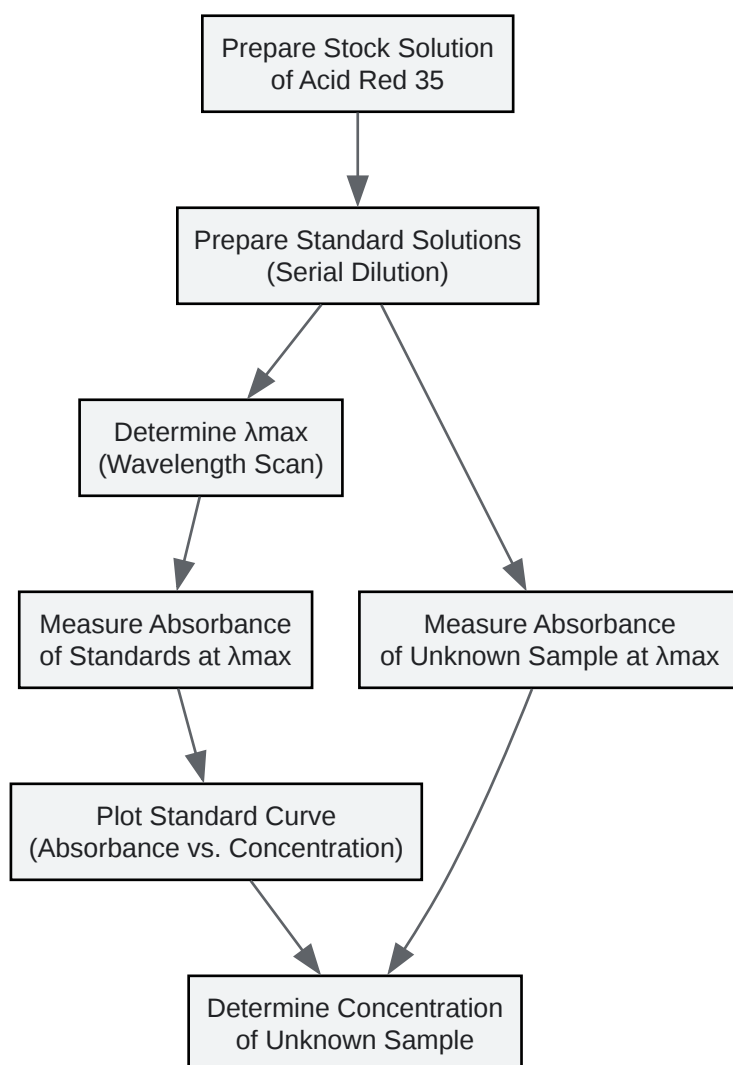 Prepare Stock Solution
of Acid Red 35
Prepare Standard Solutions
(Serial Dilution)
Determine λmax
(Wavelength Scan)
Measure Absorbance
of Standards at λmax
Measure Absorbance
of Unknown Sample at λmax
Plot Standard Curve
(Absorbance vs. Concentration)
Determine Concentration
of Unknown Sample